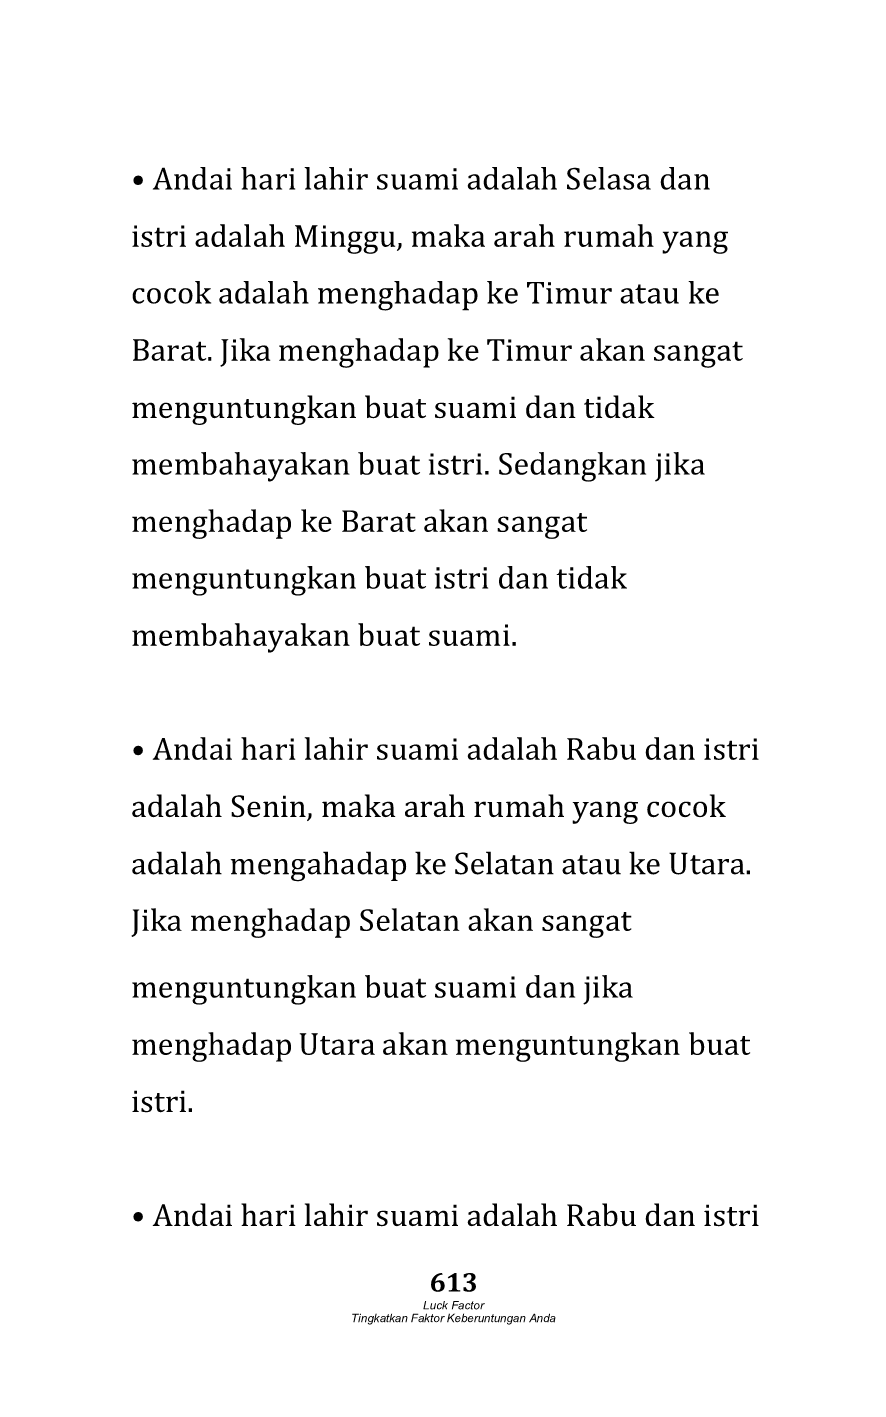 • Andai hari lahir suami adalah Selasa dan
istri adalah Minggu, maka arah rumah yang
cocok adalah menghadap ke Timur atau ke
Barat. Jika menghadap ke Timur akan sangat
menguntungkan buat suami dan tidak
membahayakan buat istri. Sedangkan jika
menghadap ke Barat akan sangat
menguntungkan buat istri dan tidak
membahayakan buat suami.
• Andai hari lahir suami adalah Rabu dan istri
adalah Senin, maka arah rumah yang cocok
adalah mengahadap ke Selatan atau ke Utara.
Jika menghadap Selatan akan sangat
menguntungkan buat suami dan jika
menghadap Utara akan menguntungkan buat
istri.
• Andai hari lahir suami adalah Rabu dan istri
613
Luck Factor
Tingkatkan Faktor Keberuntungan Anda